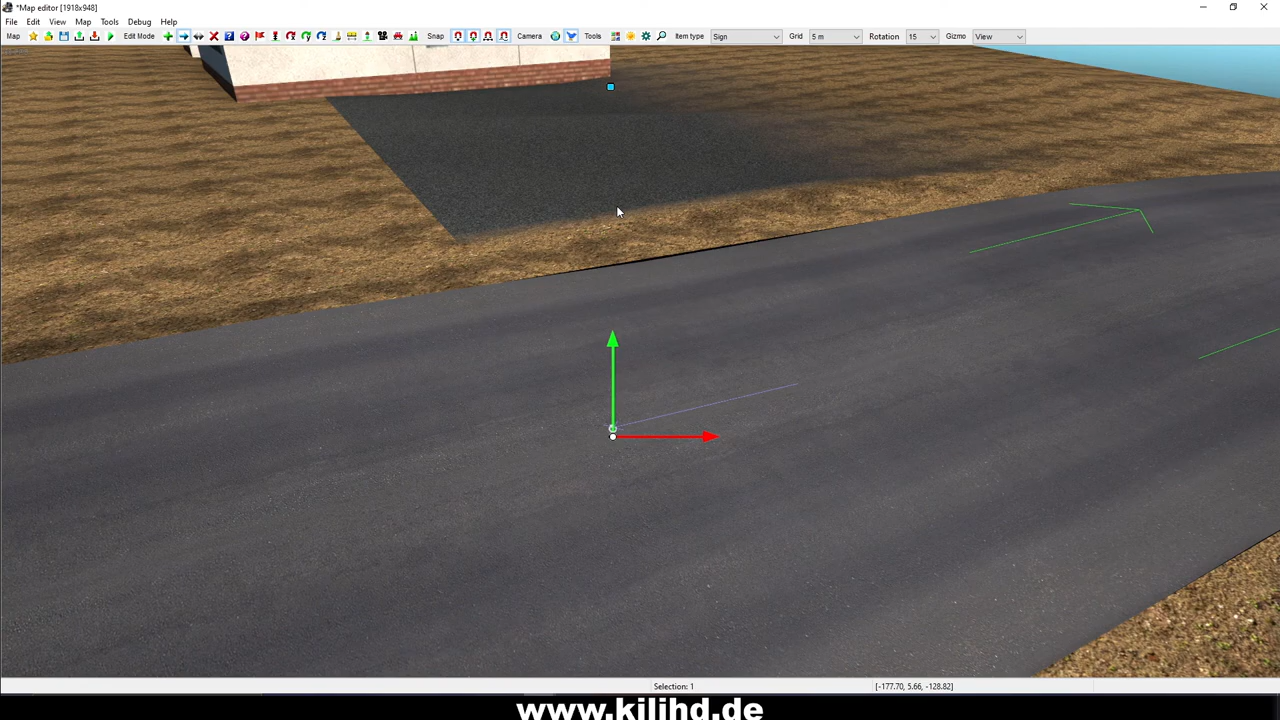 *Map editor [1918x948]
File Edit View Map Tools Debug Help
Map Edit Mode Snap Camera Tools Item type Sign Grid 5 m Rotation 15 Gizmo View
Selection: 1 [-177.70, 5.66, -128.82]
www.kilihd.de